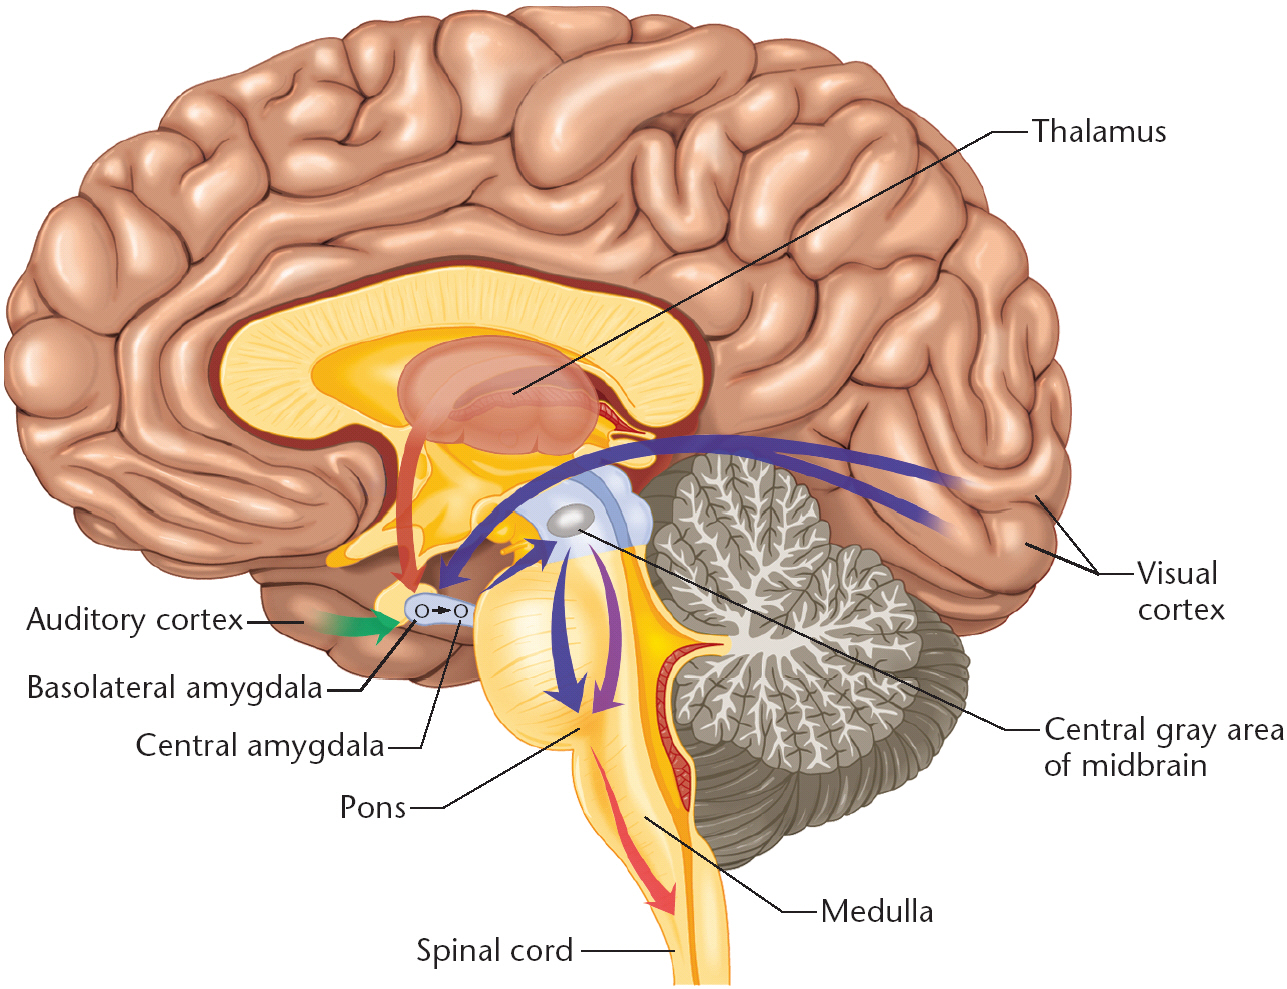 Thalamus
Visual
cortex
Auditory cortex
O→O
Basolateral amygdala
Central gray area
of midbrain
Central amygdala
Pons
Medulla
Spinal cord